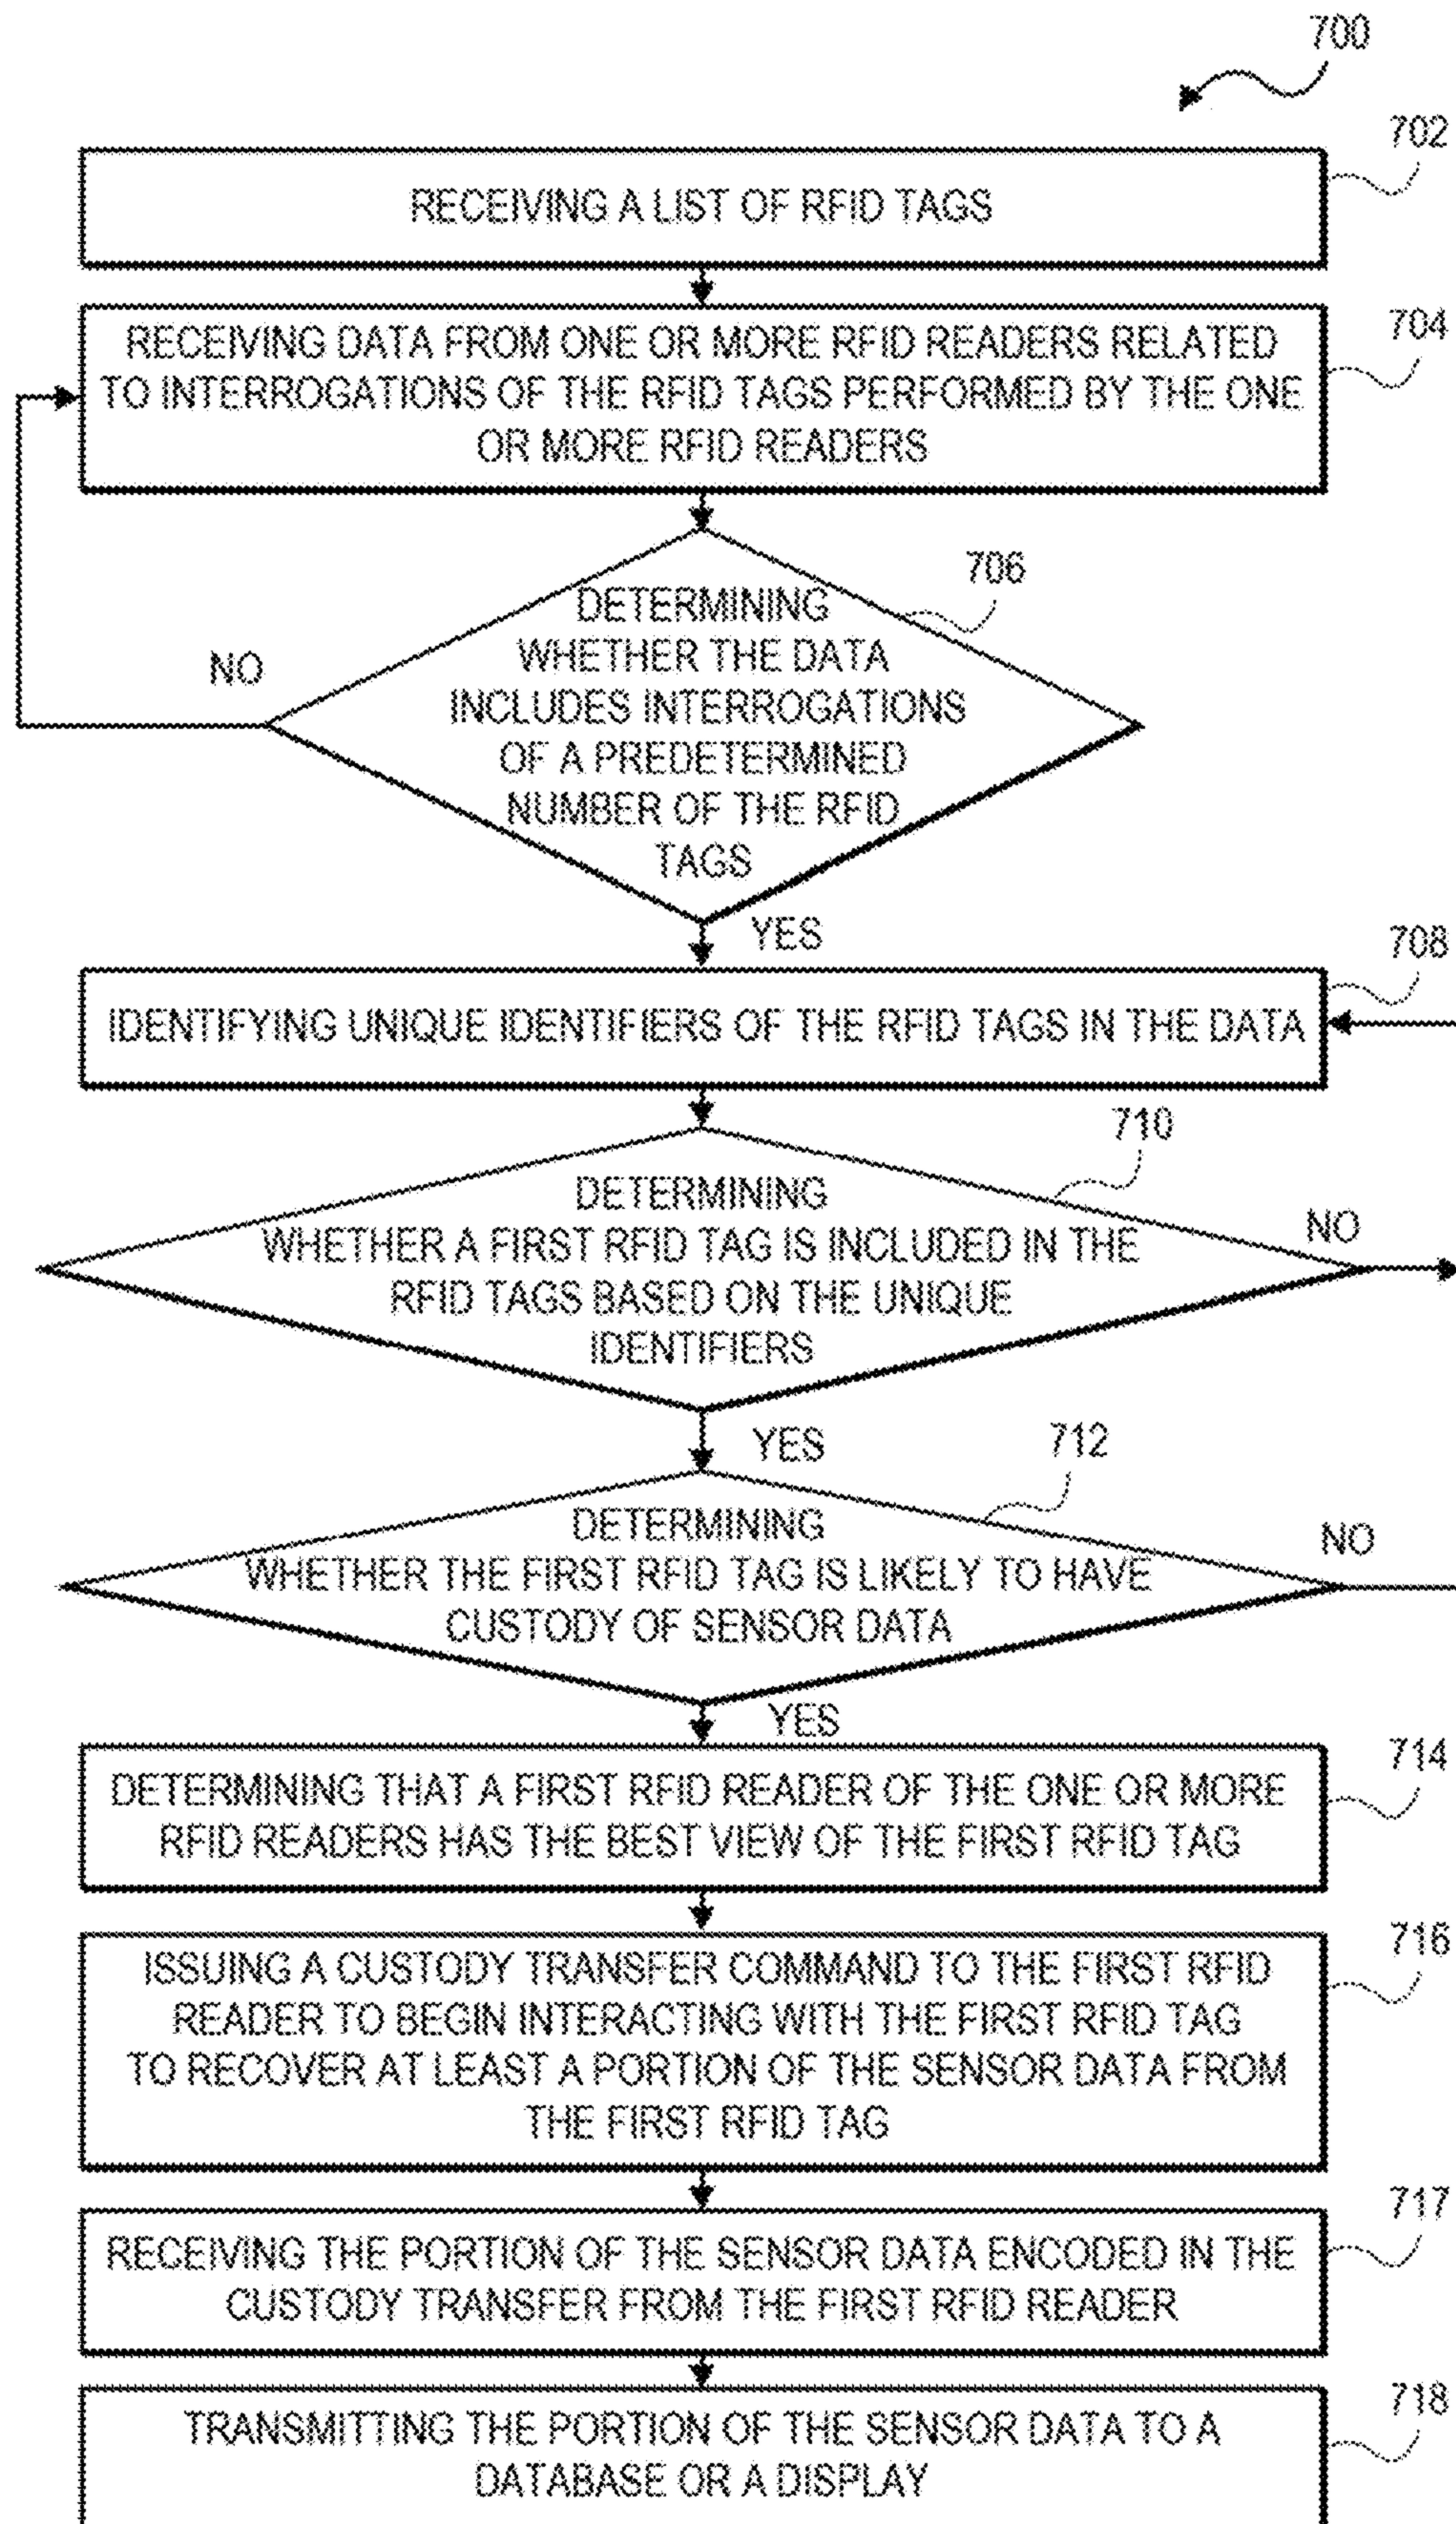 700
702
RECEIVING A LIST OF RFID TAGS
704
RECEIVING DATA FROM ONE OR MORE RFID READERS RELATED
TO INTERROGATIONS OF THE RFID TAGS PERFORMED BY THE ONE
OR MORE RFID READERS
706
DETERMINING
WHETHER THE DATA
INCLUDES INTERROGATIONS
OF A PREDETERMINED
NUMBER OF THE RFID
TAGS
NO
YES
708
IDENTIFYING UNIQUE IDENTIFIERS OF THE RFID TAGS IN THE DATA
710
DETERMINING
WHETHER A FIRST RFID TAG IS INCLUDED IN THE
RFID TAGS BASED ON THE UNIQUE
IDENTIFIERS
NO
YES
712
DETERMINING
WHETHER THE FIRST RFID TAG IS LIKELY TO HAVE
CUSTODY OF SENSOR DATA
NO
YES
714
DETERMINING THAT A FIRST RFID READER OF THE ONE OR MORE
RFID READERS HAS THE BEST VIEW OF THE FIRST RFID TAG
716
ISSUING A CUSTODY TRANSFER COMMAND TO THE FIRST RFID
READER TO BEGIN INTERACTING WITH THE FIRST RFID TAG
TO RECOVER AT LEAST A PORTION OF THE SENSOR DATA FROM
THE FIRST RFID TAG
717
RECEIVING THE PORTION OF THE SENSOR DATA ENCODED IN THE
CUSTODY TRANSFER FROM THE FIRST RFID READER
718
TRANSMITTING THE PORTION OF THE SENSOR DATA TO A
DATABASE OR A DISPLAY